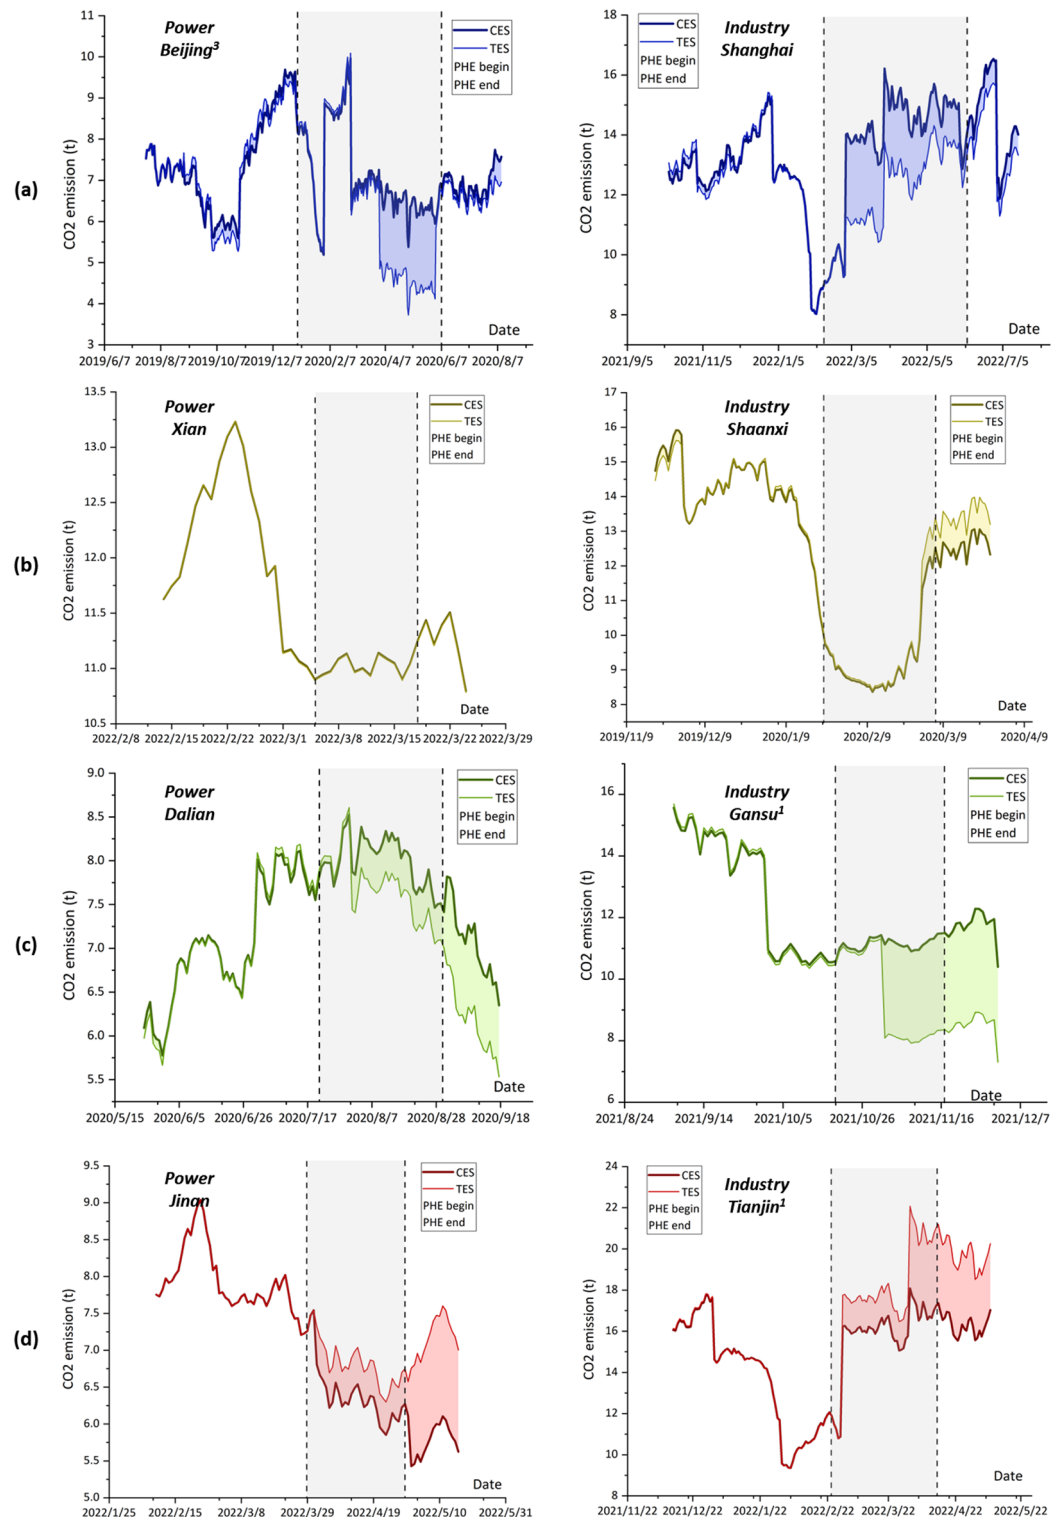 (a)
Power
Beijing3
CES
TES
PHE begin
PHE end
CO2 emission (t)
11
10
9
8
7
6
5
4
3
Date
2019/6/7 2019/8/7 2019/10/7 2019/12/7 2020/2/7 2020/4/7 2020/6/7 2020/8/7
Industry
Shanghai
CES
TES
PHE begin
PHE end
CO2 emission (t)
18
16
14
12
10
8
Date
2021/9/5 2021/11/5 2022/1/5 2022/3/5 2022/5/5 2022/7/5
(b)
Power
Xian
CES
TES
PHE begin
PHE end
CO2 emission (t)
13.5
13.0
12.5
12.0
11.5
11.0
10.5
Date
2022/2/8 2022/2/15 2022/2/22 2022/3/1 2022/3/8 2022/3/15 2022/3/22 2022/3/29
Industry
Shaanxi
CES
TES
PHE begin
PHE end
CO2 emission (t)
17
16
15
14
13
12
11
10
9
8
Date
2019/11/9 2019/12/9 2020/1/9 2020/2/9 2020/3/9 2020/4/9
(c)
Power
Dalian
CES
TES
PHE begin
PHE end
CO2 emission (t)
9.0
8.5
8.0
7.5
7.0
6.5
6.0
5.5
Date
2020/5/15 2020/6/5 2020/6/26 2020/7/17 2020/8/7 2020/8/28 2020/9/18
Industry
Gansu1
CES
TES
PHE begin
PHE end
CO2 emission (t)
16
14
12
10
8
6
Date
2021/8/24 2021/9/14 2021/10/5 2021/10/26 2021/11/16 2021/12/7
(d)
Power
Jinan
CES
TES
PHE begin
PHE end
CO2 emission (t)
9.5
9.0
8.5
8.0
7.5
7.0
6.5
6.0
5.5
5.0
Date
2022/1/25 2022/2/15 2022/3/8 2022/3/29 2022/4/19 2022/5/10 2022/5/31
Industry
Tianjin1
CES
TES
PHE begin
PHE end
CO2 emission (t)
24
22
20
18
16
14
12
10
8
Date
2021/11/22 2021/12/22 2022/1/22 2022/2/22 2022/3/22 2022/4/22 2022/5/22